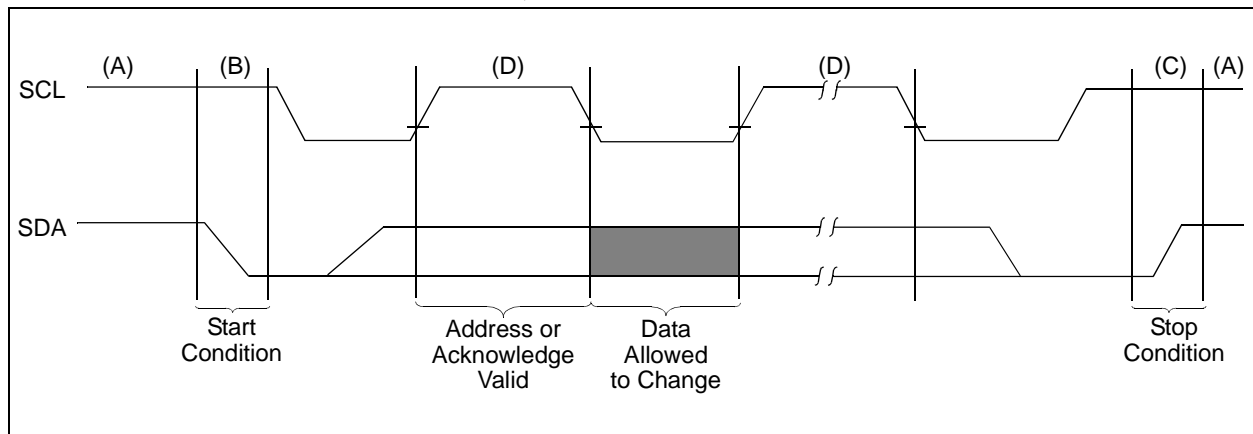 (A) (B) (D) (D) (C) (A)
SCL
SDA
Start
Condition
Address or
Acknowledge
Valid
Data
Allowed
to Change
Stop
Condition